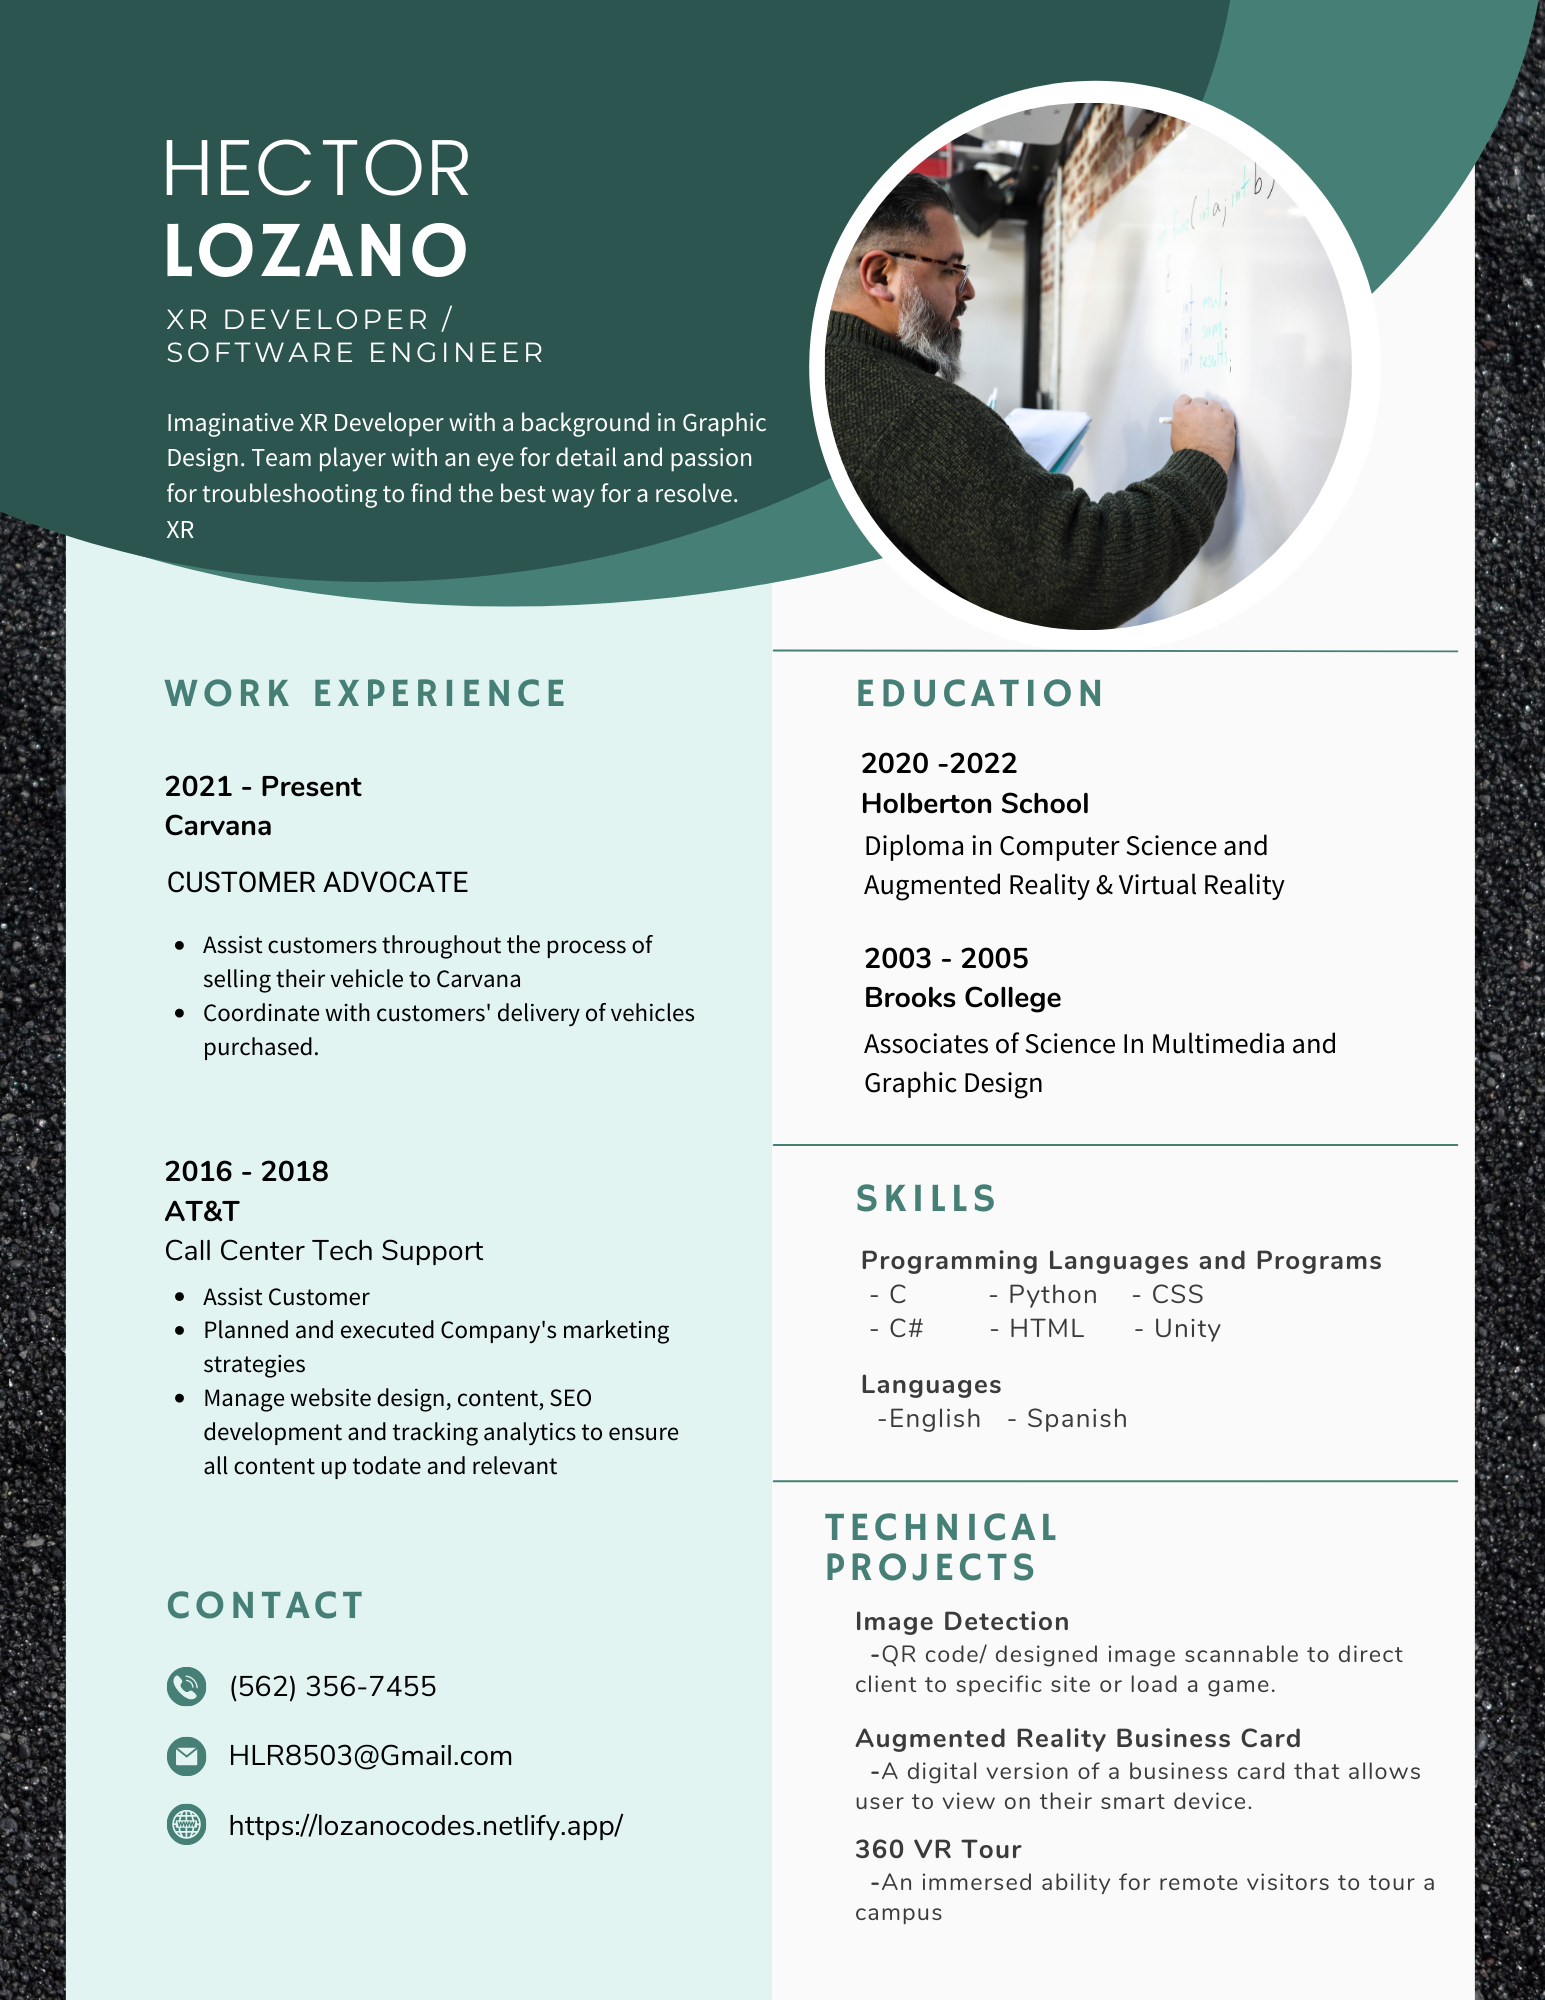 HECTOR
LOZANO
XR DEVELOPER /
SOFTWARE ENGINEER
Imaginative XR Developer with a background in Graphic
Design. Team player with an eye for detail and passion
for troubleshooting to find the best way for a resolve.
XR
(int a; int b)
{
int mul;
int sum;
int result;
WORK EXPERIENCE
2021 - Present
Carvana
CUSTOMER ADVOCATE
• Assist customers throughout the process of
selling their vehicle to Carvana
• Coordinate with customers' delivery of vehicles
purchased.
2016 - 2018
AT&T
Call Center Tech Support
• Assist Customer
• Planned and executed Company's marketing
strategies
• Manage website design, content, SEO
development and tracking analytics to ensure
all content up todate and relevant
CONTACT
(562) 356-7455
HLR8503@Gmail.com
https://lozanocodes.netlify.app/
EDUCATION
2020 -2022
Holberton School
Diploma in Computer Science and
Augmented Reality & Virtual Reality
2003 - 2005
Brooks College
Associates of Science In Multimedia and
Graphic Design
SKILLS
Programming Languages and Programs
- C - Python - CSS
- C# - HTML - Unity
Languages
-English - Spanish
TECHNICAL
PROJECTS
Image Detection
-QR code/ designed image scannable to direct
client to specific site or load a game.
Augmented Reality Business Card
-A digital version of a business card that allows
user to view on their smart device.
360 VR Tour
-An immersed ability for remote visitors to tour a
campus